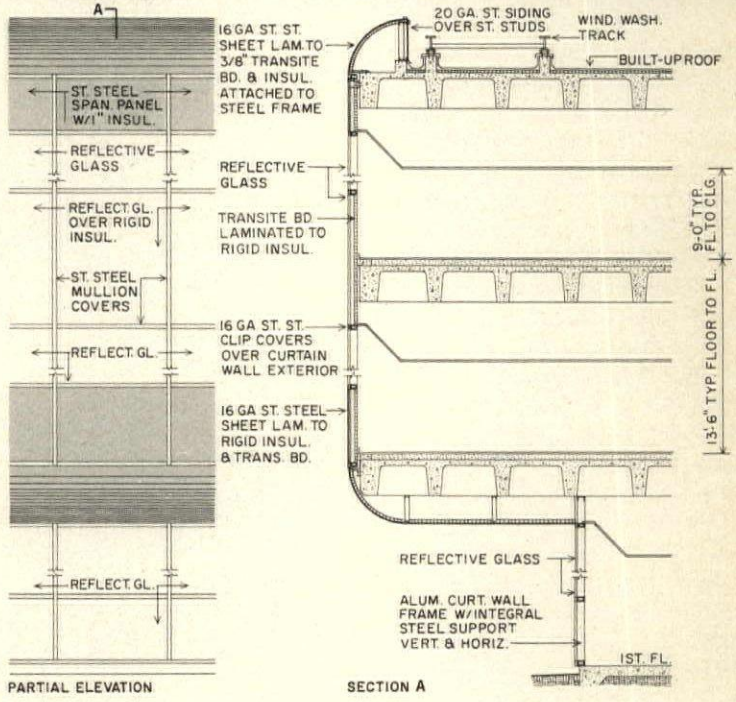 A
ST. STEEL
SPAN. PANEL
W/1" INSUL.
REFLECTIVE
GLASS
REFLECT. GL.
OVER RIGID
INSUL.
ST. STEEL
MULLION
COVERS
REFLECT. GL.
REFLECT. GL.
PARTIAL ELEVATION
16 GA ST. ST.
SHEET LAM. TO
3/8" TRANSITE
BD. & INSUL.
ATTACHED TO
STEEL FRAME
REFLECTIVE
GLASS
TRANSITE BD
LAMINATED TO
RIGID INSUL.
16 GA ST. ST.
CLIP COVERS
OVER CURTAIN
WALL EXTERIOR
16 GA ST. STEEL
SHEET LAM. TO
RIGID INSUL.
& TRANS. BD.
20 GA. ST. SIDING
OVER ST. STUDS
WIND. WASH.
TRACK
BUILT-UP ROOF
9'-0" TYP.
FL. TO CLG.
13'-6" TYP. FLOOR TO FL.
REFLECTIVE GLASS
ALUM. CURT. WALL
FRAME W/INTEGRAL
STEEL SUPPORT
VERT. & HORIZ.
1ST. FL.
SECTION A